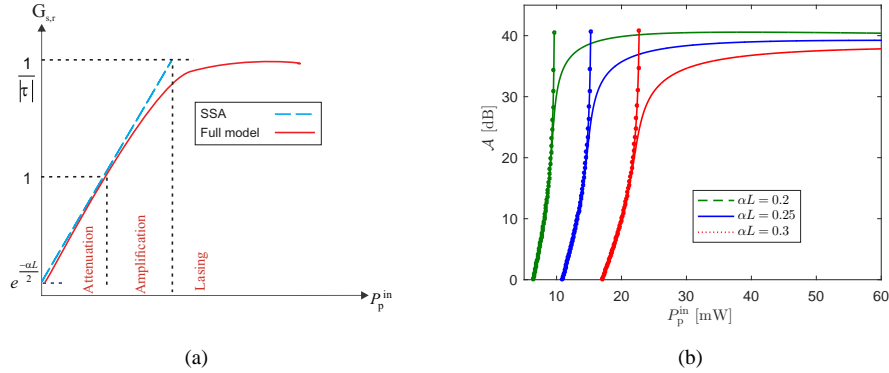 G_{s,r}
1
|τ|
SSA
Full model
1
e^{-αL/2}
Attenuation
Amplification
Lasing
P_p^{in}
(a)
40
30
20
10
0
𝒜 [dB]
αL = 0.2
αL = 0.25
αL = 0.3
10 20 30 40 50 60
P_p^{in} [mW]
(b)